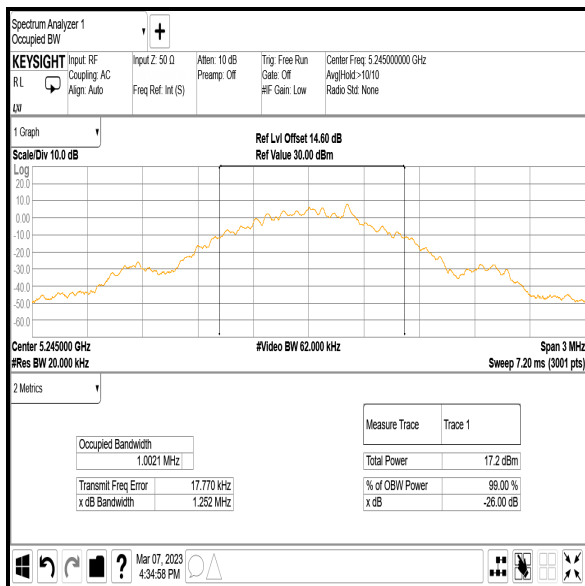 Spectrum Analyzer 1
Occupied BW
KEYSIGHT
R L
LXI
Input: RF
Coupling: AC
Align: Auto
Input Z: 50 Ω
Freq Ref: Int (S)
Atten: 10 dB
Preamp: Off
Trig: Free Run
Gate: Off
#IF Gain: Low
Center Freq: 5.245000000 GHz
Avg|Hold:>10/10
Radio Std: None
1 Graph
Scale/Div 10.0 dB
Ref Lvl Offset 14.60 dB
Ref Value 30.00 dBm
Log
20.0
10.0
0.00
-10.0
-20.0
-30.0
-40.0
-50.0
-60.0
Center 5.245000 GHz
#Res BW 20.000 kHz
#Video BW 62.000 kHz
Span 3 MHz
Sweep 7.20 ms (3001 pts)
2 Metrics
Occupied Bandwidth
1.0021 MHz
Transmit Freq Error 17.770 kHz
x dB Bandwidth 1.252 MHz
Measure Trace Trace 1
Total Power 17.2 dBm
% of OBW Power 99.00 %
x dB -26.00 dB
?
Mar 07, 2023
4:34:58 PM